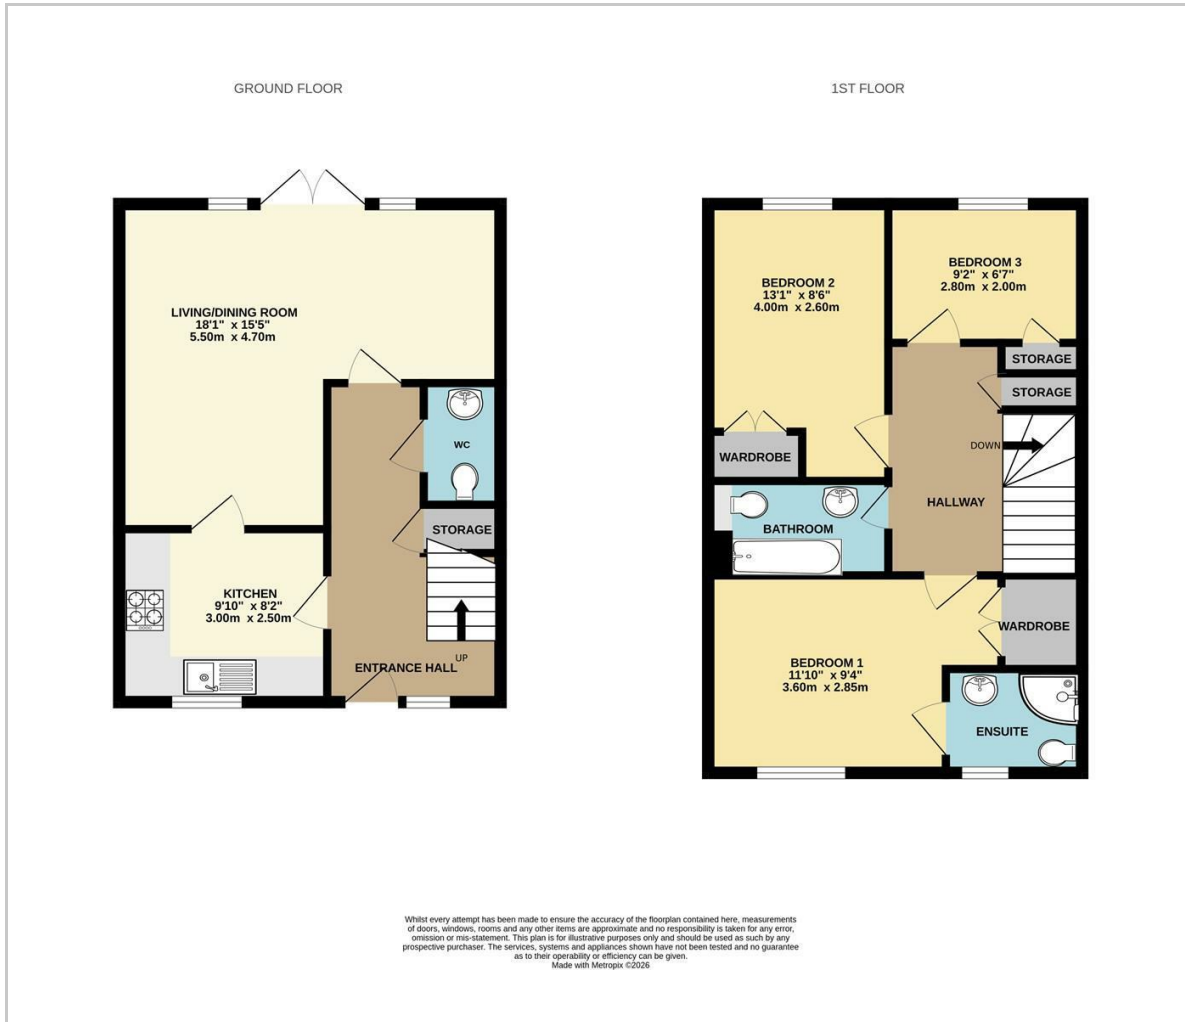 GROUND FLOOR
LIVING/DINING ROOM
18'1" x 15'5"
5.50m x 4.70m
WC
STORAGE
KITCHEN
9'10" x 8'2"
3.00m x 2.50m
UP
ENTRANCE HALL
1ST FLOOR
BEDROOM 3
9'2" x 6'7"
2.80m x 2.00m
BEDROOM 2
13'1" x 8'6"
4.00m x 2.60m
STORAGE
STORAGE
DOWN
WARDROBE
HALLWAY
BATHROOM
WARDROBE
BEDROOM 1
11'10" x 9'4"
3.60m x 2.85m
ENSUITE
Whilst every attempt has been made to ensure the accuracy of the floorplan contained here, measurements
of doors, windows, rooms and any other items are approximate and no responsibility is taken for any error,
omission or mis-statement. This plan is for illustrative purposes only and should be used as such by any
prospective purchaser. The services, systems and appliances shown have not been tested and no guarantee
as to their operability or efficiency can be given.
Made with Metropix ©2026